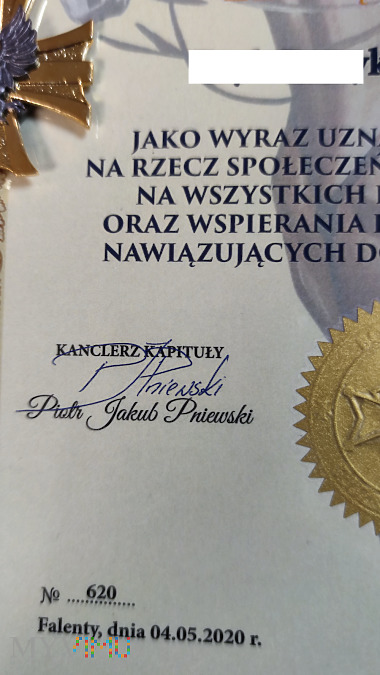 JAKO WYRAZ UZN
NA RZECZ SPOŁECZEŃ
NA WSZYSTKICH
ORAZ WSPIERANIA
NAWIĄZUJĄCYCH DO
KANCLERZ KAPITUŁY
Pniewski
Piotr Jakub Pniewski
№ 620
Falenty, dnia 04.05.2020 r.